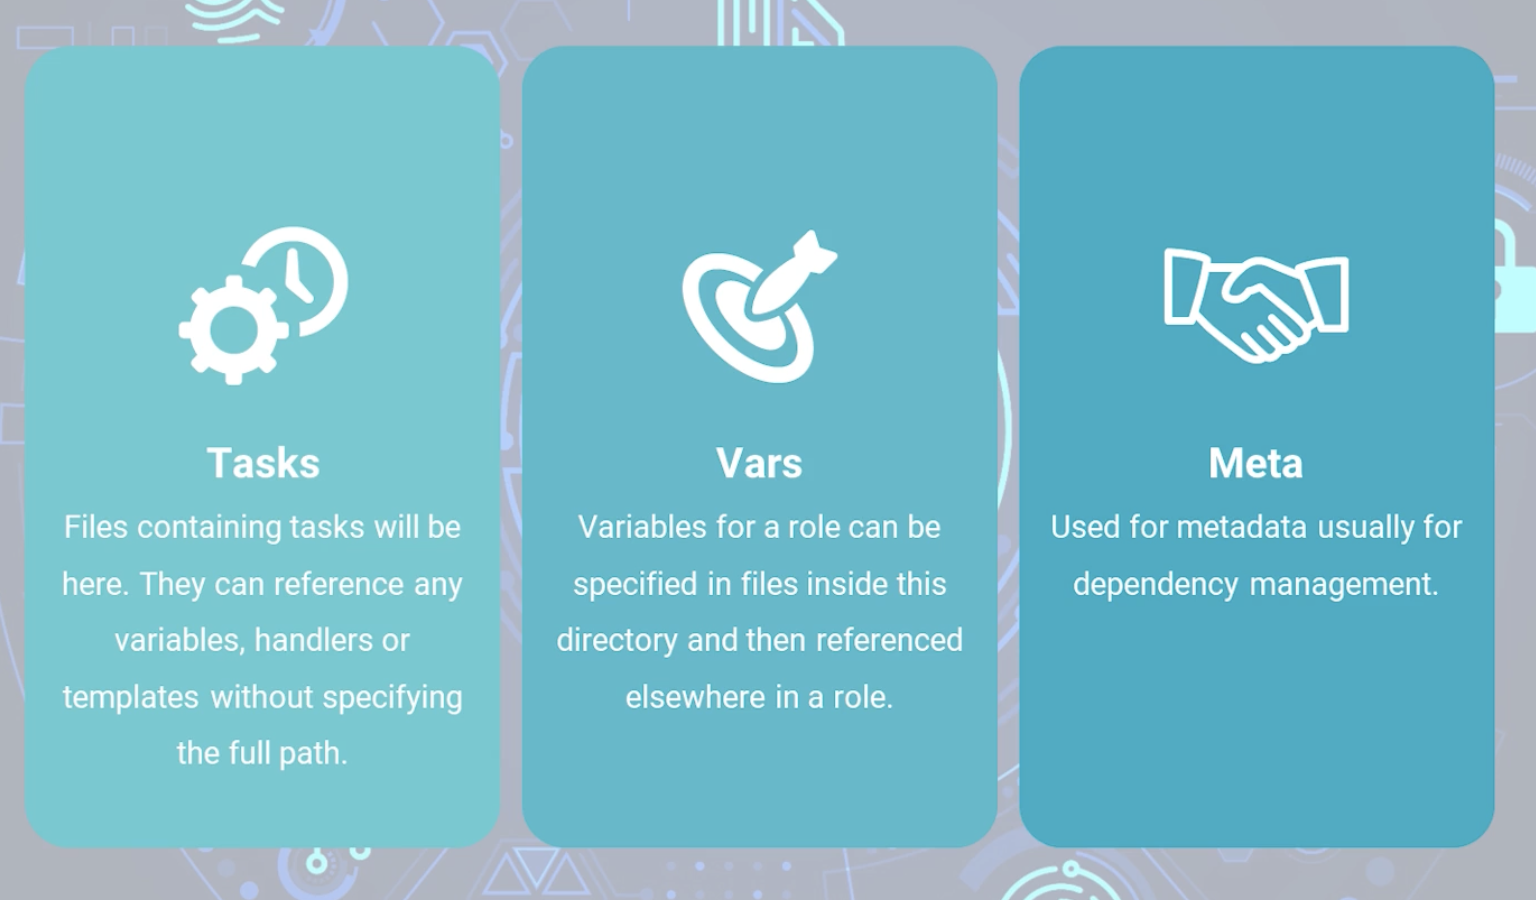 Tasks
Files containing tasks will be
here. They can reference any
variables, handlers or
templates without specifying
the full path.
Vars
Variables for a role can be
specified in files inside this
directory and then referenced
elsewhere in a role.
Meta
Used for metadata usually for
dependency management.